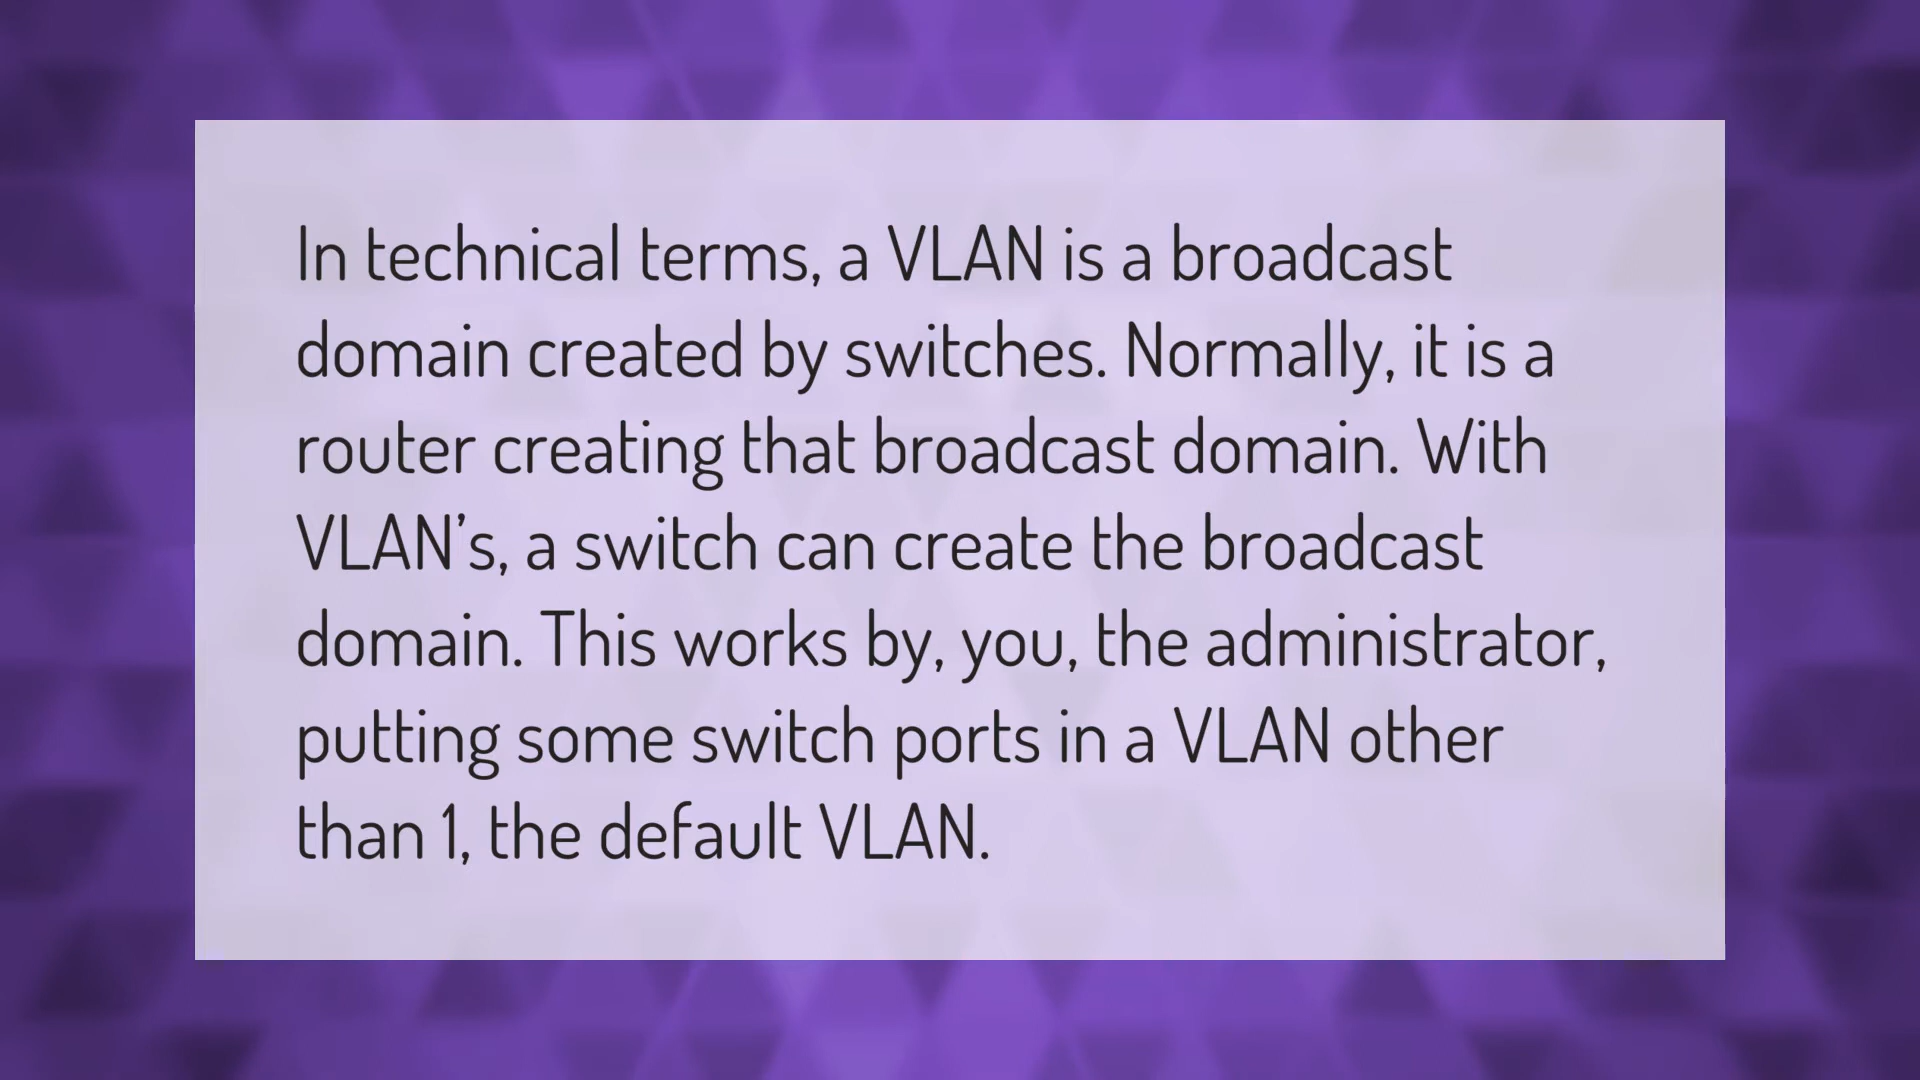 In technical terms, a VLAN is a broadcast
domain created by switches. Normally, it is a
router creating that broadcast domain. With
VLAN’s, a switch can create the broadcast
domain. This works by, you, the administrator,
putting some switch ports in a VLAN other
than 1, the default VLAN.